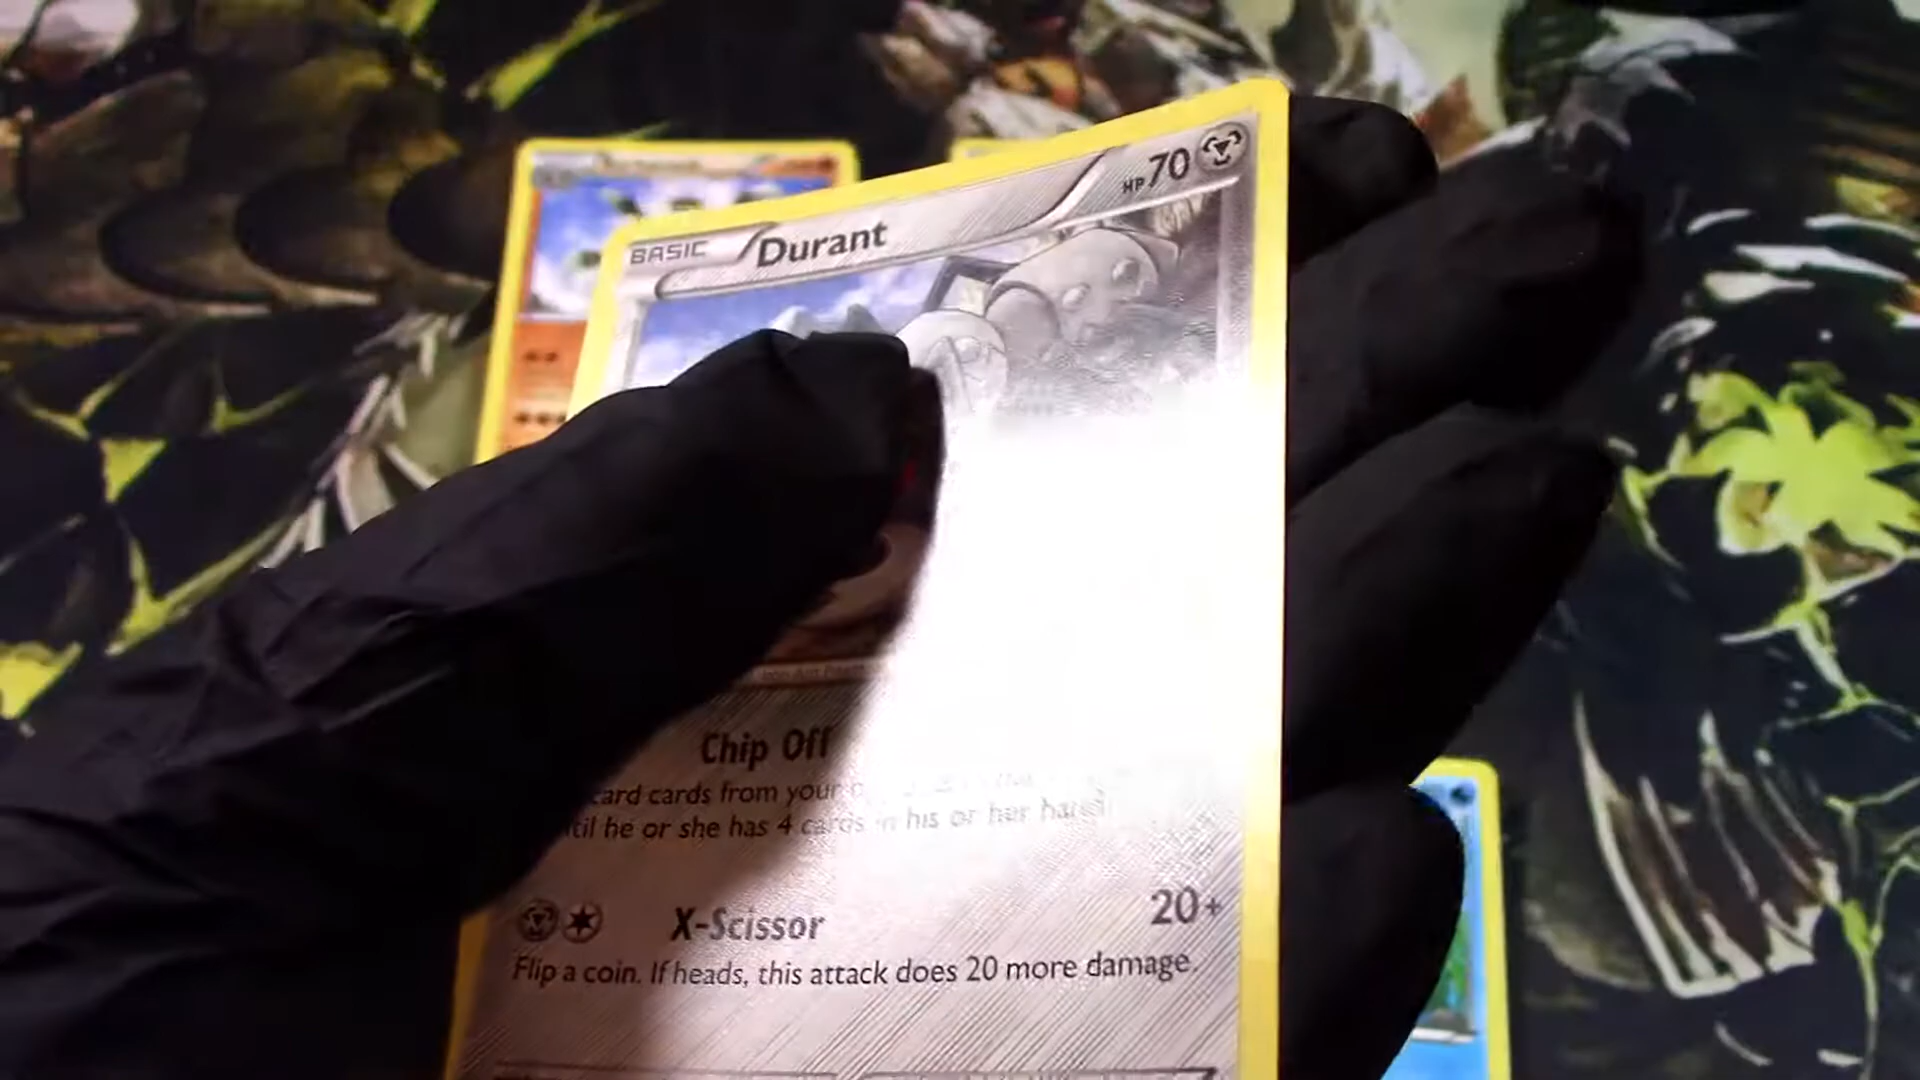 BASIC Durant HP 70
Chip Off
card cards from your
til he or she has 4 cards in his or her hand.
X-Scissor 20+
Flip a coin. If heads, this attack does 20 more damage.